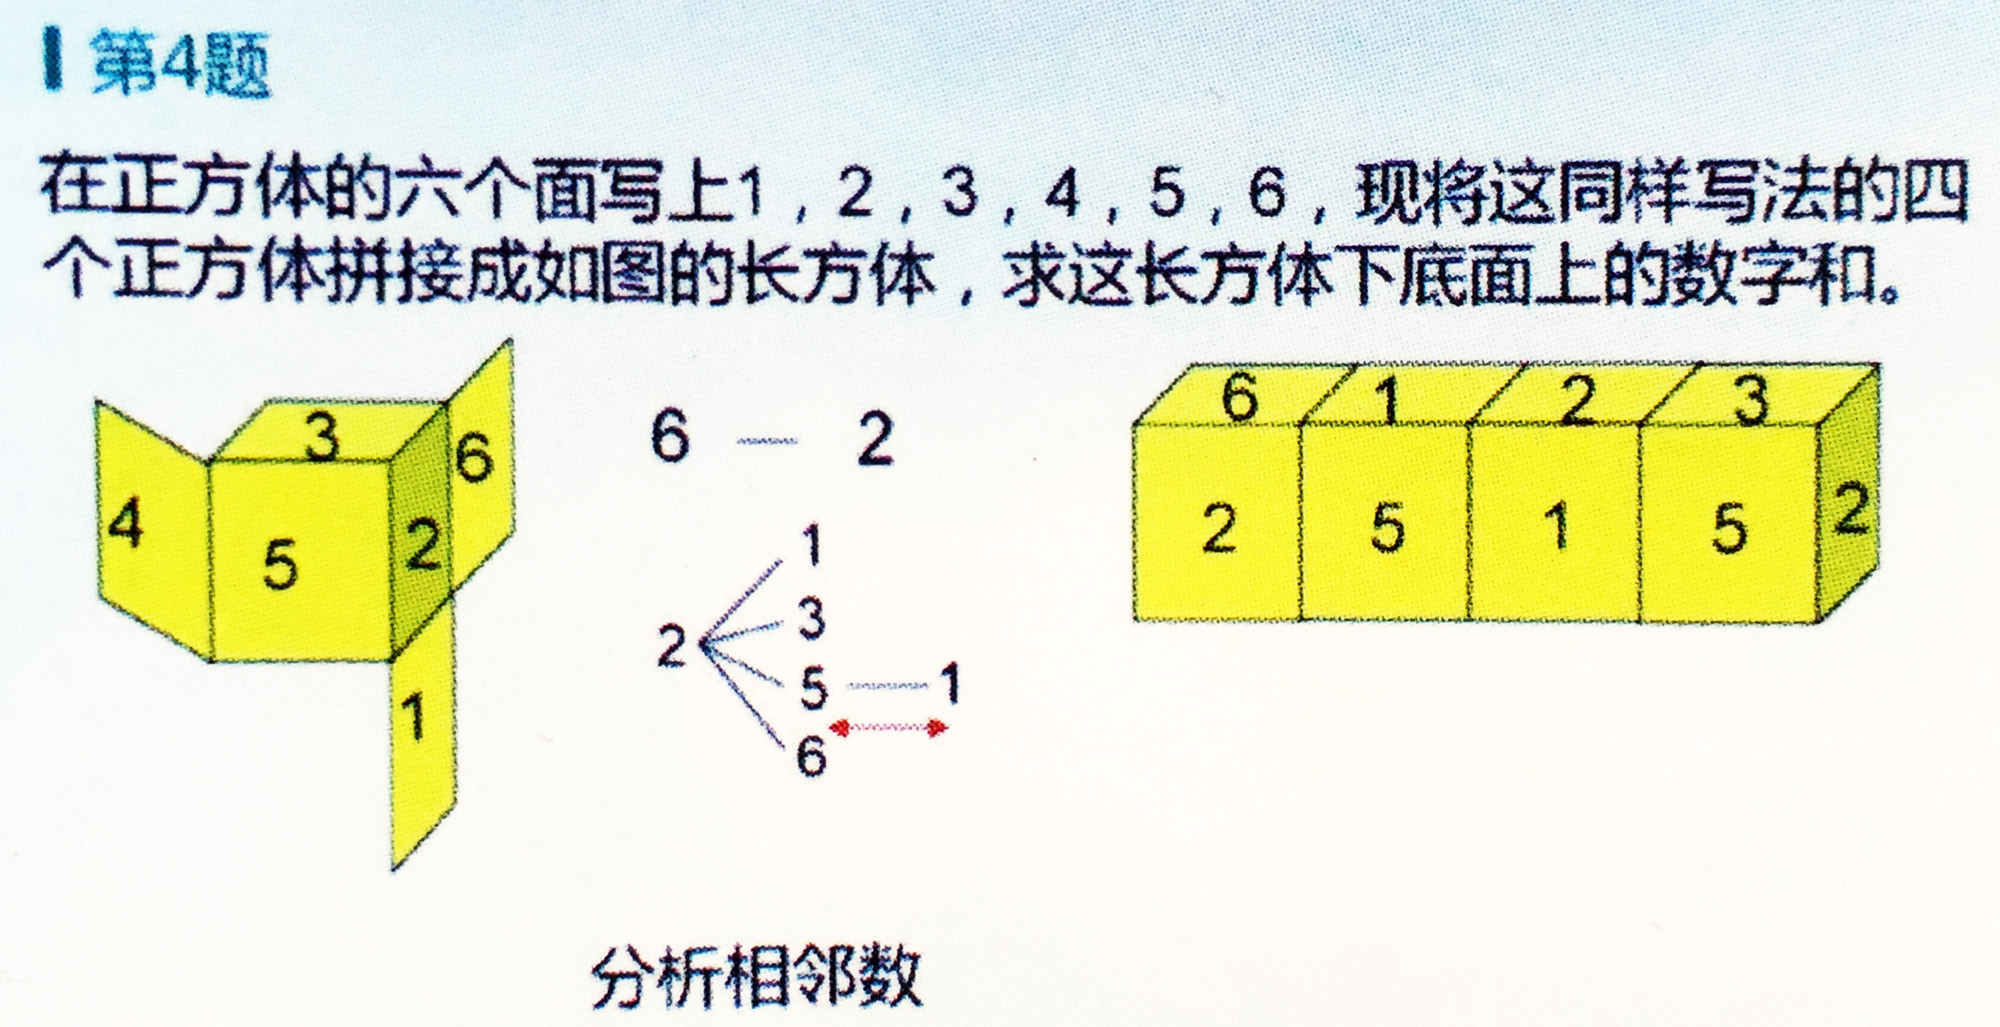 第4题
在正方体的六个面写上1，2，3，4，5，6，现将这同样写法的四
个正方体拼接成如图的长方体，求这长方体下底面上的数字和。
3
6
4
5
2
1
6 — 2
1
3
2
5 — 1
6
6 1 2 3
2 5 1 5 2
分析相邻数